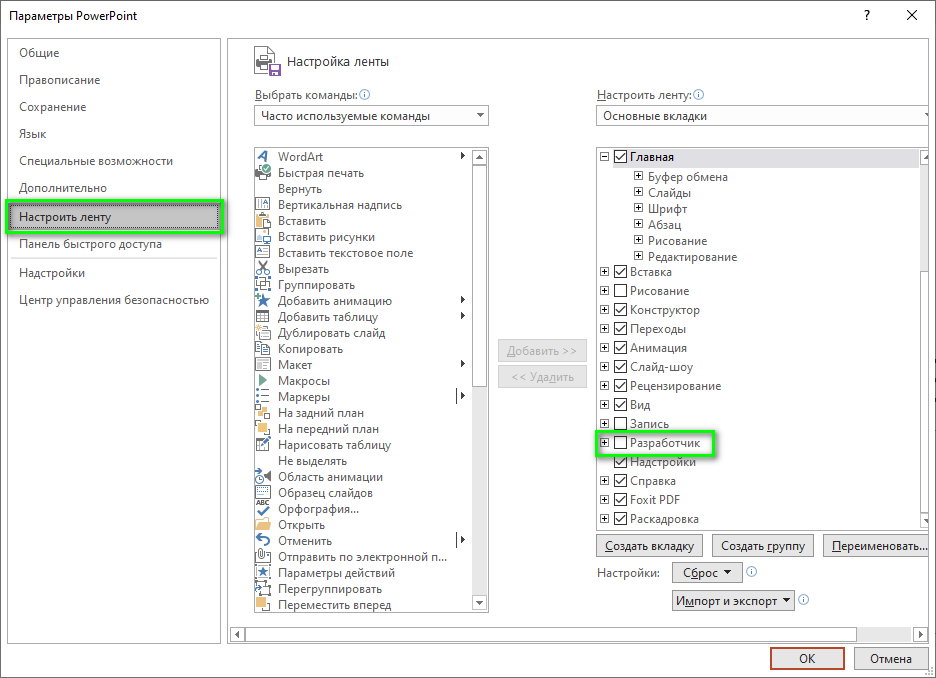 Параметры PowerPoint
?
Общие
Правописание
Сохранение
Язык
Специальные возможности
Дополнительно
Настроить ленту
Панель быстрого доступа
Надстройки
Центр управления безопасностью
Настройка ленты
Выбрать команды:
Часто используемые команды
WordArt
Быстрая печать
Вернуть
Вертикальная надпись
Вставить
Вставить рисунки
Вставить текстовое поле
Вырезать
Группировать
Добавить анимацию
Добавить таблицу
Дублировать слайд
Копировать
Макет
Макросы
Маркеры
На задний план
На передний план
Нарисовать таблицу
Не выделять
Область анимации
Образец слайдов
Орфография...
Открыть
Отменить
Отправить по электронной п...
Параметры действий
Перегруппировать
Переместить вперед
Добавить >>
<< Удалить
Настроить ленту:
Основные вкладки
Главная
Буфер обмена
Слайды
Шрифт
Абзац
Рисование
Редактирование
Вставка
Рисование
Конструктор
Переходы
Анимация
Слайд-шоу
Рецензирование
Вид
Запись
Разработчик
Надстройки
Справка
Foxit PDF
Раскадровка
Создать вкладку
Создать группу
Переименовать...
Настройки:
Сброс
Импорт и экспорт
ОК
Отмена